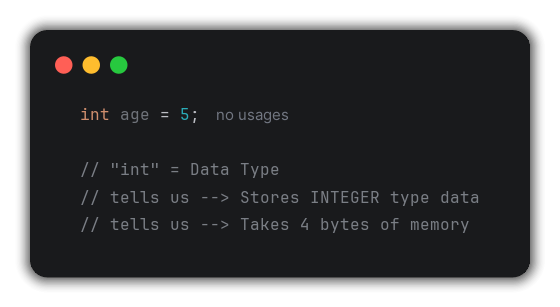 int age = 5; no usages
// "int" = Data Type
// tells us --> Stores INTEGER type data
// tells us --> Takes 4 bytes of memory